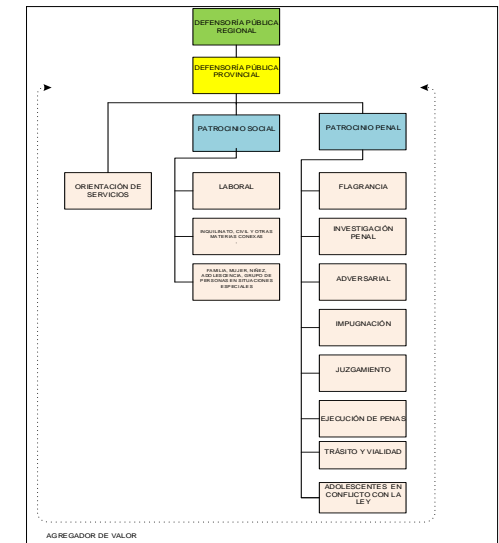 DEFENSORÍA PÚBLICA
REGIONAL
DEFENSORÍA PÚBLICA
PROVINCIAL
PATROCINIO SOCIAL
PATROCINIO PENAL
ORIENTACIÓN DE
SERVICIOS
LABORAL
INQUILINATO, CIVIL Y OTRAS
MATERIAS CONEXAS
FAMILIA, MUJER, NIÑEZ,
ADOLESCENCIA, GRUPO DE
PERSONAS EN SITUACIONES
ESPECIALES
FLAGRANCIA
INVESTIGACIÓN
PENAL
ADVERSARIAL
IMPUGNACIÓN
JUZGAMIENTO
EJECUCIÓN DE PENAS
TRÁSITO Y VIALIDAD
ADOLESCENTES EN
CONFLICTO CON LA
LEY
AGREGADOR DE VALOR